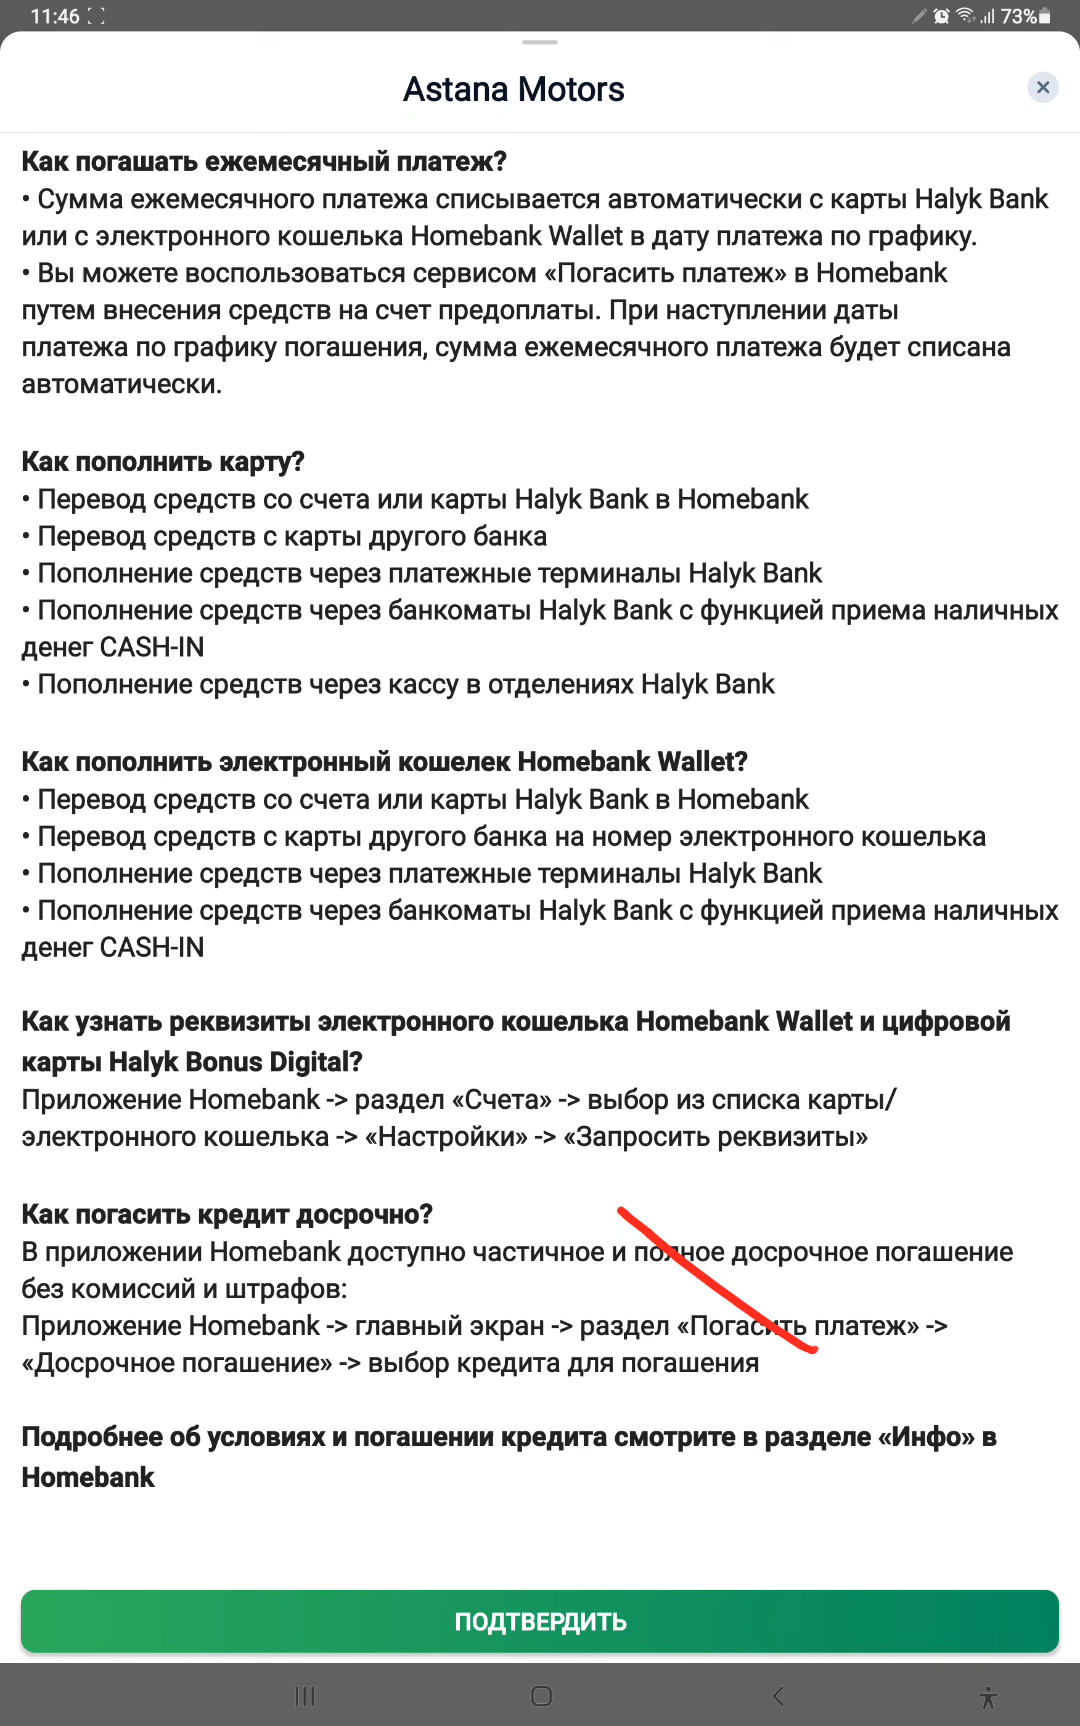 11:46
73%
Astana Motors
Как погашать ежемесячный платеж?
• Сумма ежемесячного платежа списывается автоматически с карты Halyk Bank
или с электронного кошелька Homebank Wallet в дату платежа по графику.
• Вы можете воспользоваться сервисом «Погасить платеж» в Homebank
путем внесения средств на счет предоплаты. При наступлении даты
платежа по графику погашения, сумма ежемесячного платежа будет списана
автоматически.
Как пополнить карту?
• Перевод средств со счета или карты Halyk Bank в Homebank
• Перевод средств с карты другого банка
• Пополнение средств через платежные терминалы Halyk Bank
• Пополнение средств через банкоматы Halyk Bank с функцией приема наличных
денег CASH-IN
• Пополнение средств через кассу в отделениях Halyk Bank
Как пополнить электронный кошелек Homebank Wallet?
• Перевод средств со счета или карты Halyk Bank в Homebank
• Перевод средств с карты другого банка на номер электронного кошелька
• Пополнение средств через платежные терминалы Halyk Bank
• Пополнение средств через банкоматы Halyk Bank с функцией приема наличных
денег CASH-IN
Как узнать реквизиты электронного кошелька Homebank Wallet и цифровой
карты Halyk Bonus Digital?
Приложение Homebank -> раздел «Счета» -> выбор из списка карты/
электронного кошелька -> «Настройки» -> «Запросить реквизиты»
Как погасить кредит досрочно?
В приложении Homebank доступно частичное и полное досрочное погашение
без комиссий и штрафов:
Приложение Homebank -> главный экран -> раздел «Погасить платеж» ->
«Досрочное погашение» -> выбор кредита для погашения
Подробнее об условиях и погашении кредита смотрите в разделе «Инфо» в
Homebank
ПОДТВЕРДИТЬ